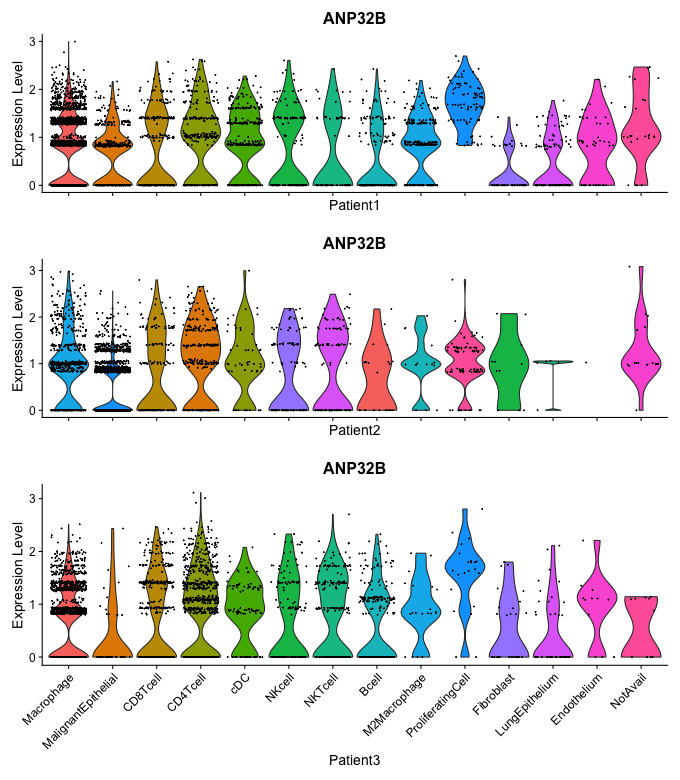 ANP32B
Expression Level
3
2
1
0
Patient1
ANP32B
Expression Level
3
2
1
0
Patient2
ANP32B
Expression Level
3
2
1
0
Macrophage
MalignantEpithelial
CD8Tcell
CD4Tcell
cDC
NKcell
NKTcell
Bcell
M2Macrophage
ProliferatingCell
Fibroblast
LungEpithelium
Endothelium
NotAvail
Patient3